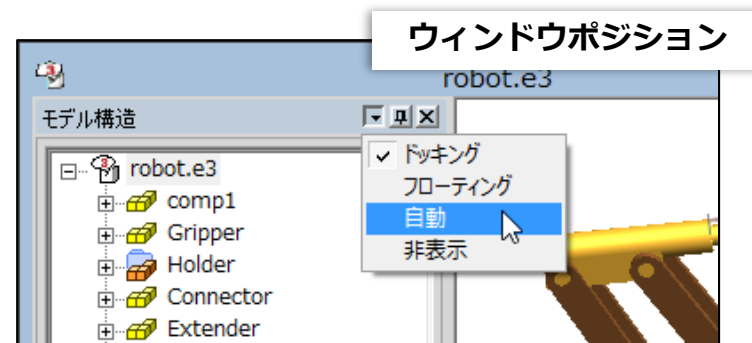 ウィンドウポジション
robot.e3
モデル構造
ドッキング
フローティング
自動
非表示
robot.e3
comp1
Gripper
Holder
Connector
Extender